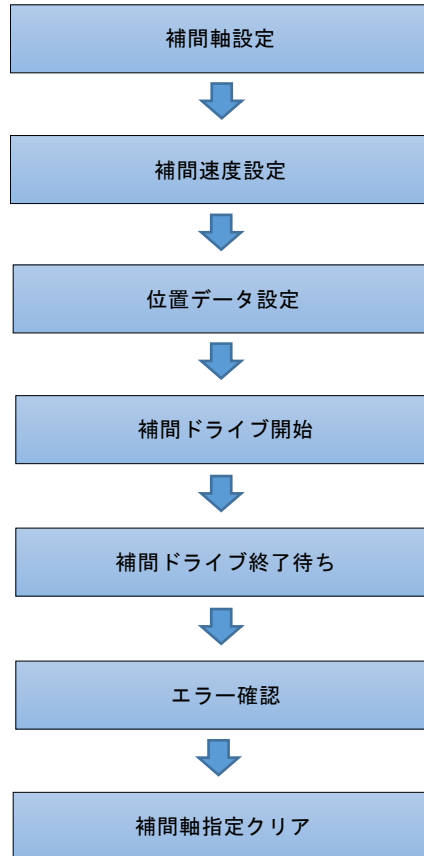 補間軸設定
補間速度設定
位置データ設定
補間ドライブ開始
補間ドライブ終了待ち
エラー確認
補間軸指定クリア